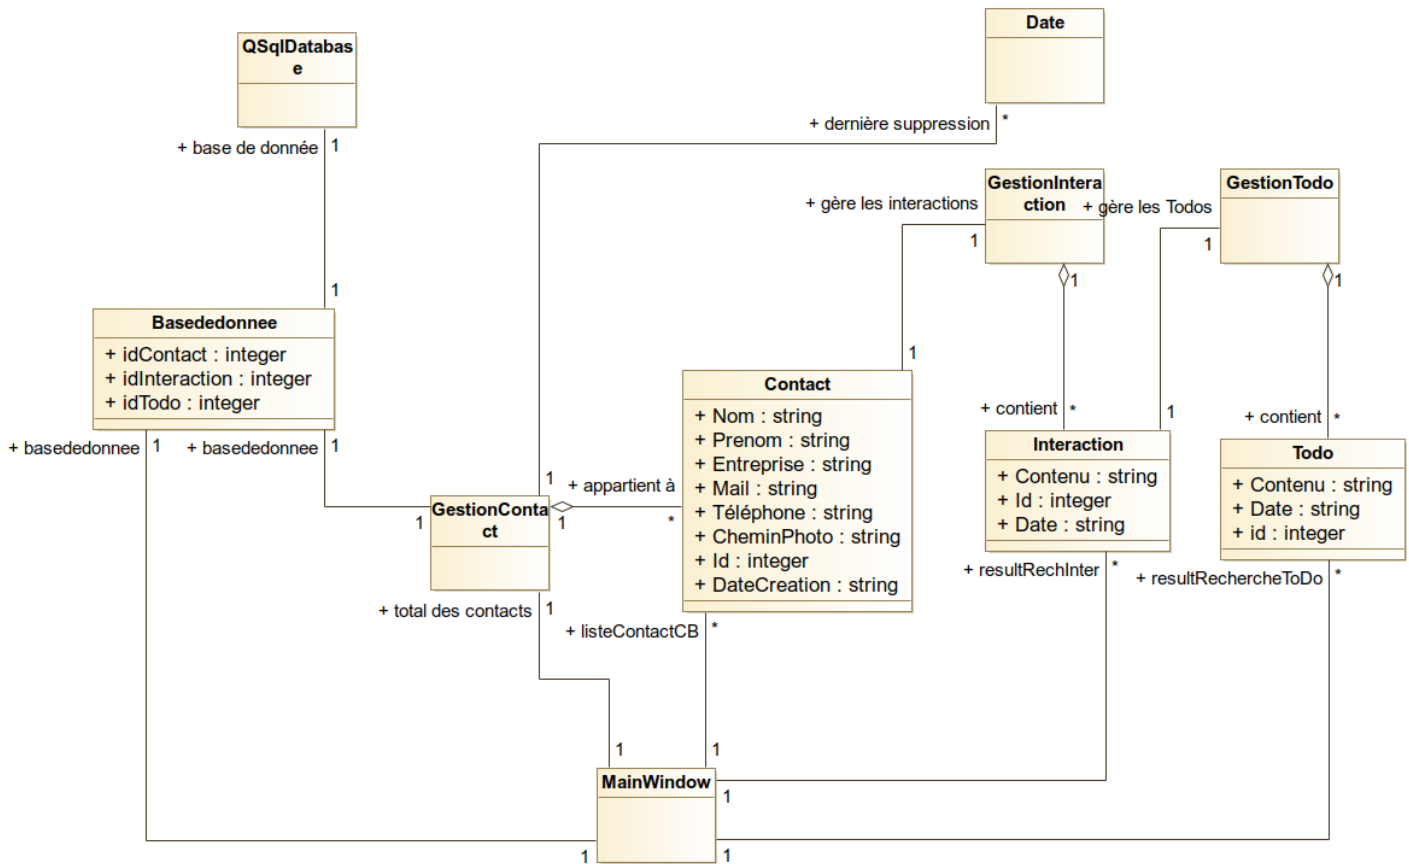 QSqlDatabas
e
+ base de donnée
1
1
Date
+ dernière suppression
*
GestionIntera
ction
+ gère les interactions
1
1
GestionTodo
+ gère les Todos
1
1
Basededonnee
+ idContact : integer
+ idInteraction : integer
+ idTodo : integer
+ basededonnee
1
+ basededonnee
1
Contact
+ Nom : string
+ Prenom : string
+ Entreprise : string
+ Mail : string
+ Téléphone : string
+ CheminPhoto : string
+ Id : integer
+ DateCreation : string
1
+ contient
*
1
+ contient
*
1
Interaction
+ Contenu : string
+ Id : integer
+ Date : string
Todo
+ Contenu : string
+ Date : string
+ id : integer
1
+ appartient à
1
*
1
GestionConta
ct
+ total des contacts
1
+ listeContactCB
*
+ resultRechInter
*
+ resultRechercheToDo
*
1
1
MainWindow
1
1
1